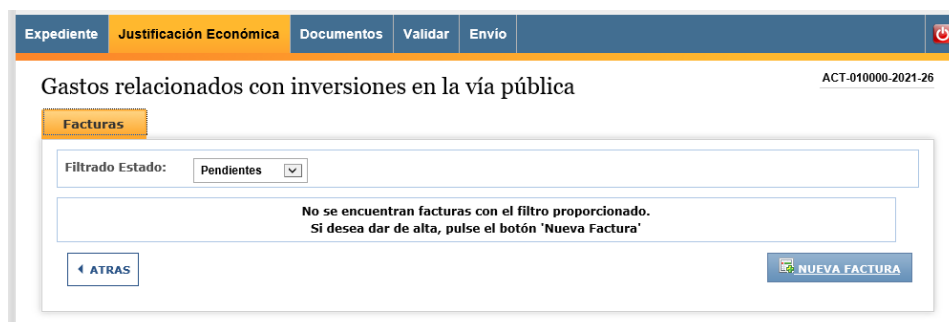 Expediente Justificación Económica Documentos Validar Envío
ACT-010000-2021-26
Gastos relacionados con inversiones en la vía pública
Facturas
Filtrado Estado: Pendientes
No se encuentran facturas con el filtro proporcionado.
Si desea dar de alta, pulse el botón 'Nueva Factura'
ATRAS
NUEVA FACTURA